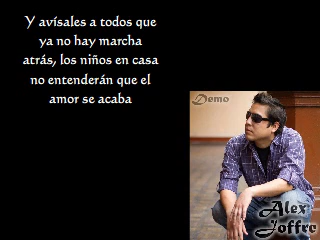 Y avísales a todos que
ya no hay marcha
atrás, los niños en casa
no entenderán que el
amor se acaba
Demo
Alex
Joffre